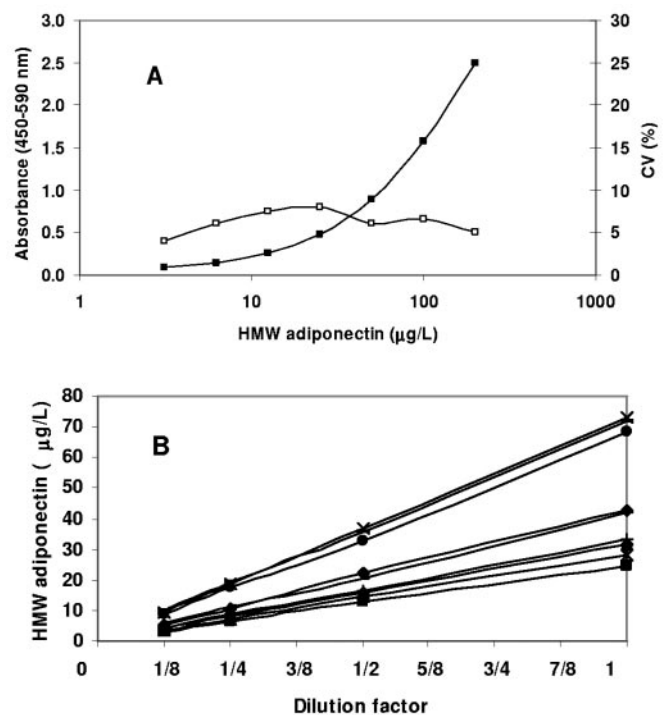 A
Absorbance (450-590 nm)
3.0
2.5
2.0
1.5
1.0
0.5
0.0
CV (%)
30
25
20
15
10
5
0
1 10 100 1000
HMW adiponectin (µg/L)
B
HMW adiponectin ( µg/L)
80
70
60
50
40
30
20
10
0
0 1/8 1/4 3/8 1/2 5/8 3/4 7/8 1
Dilution factor